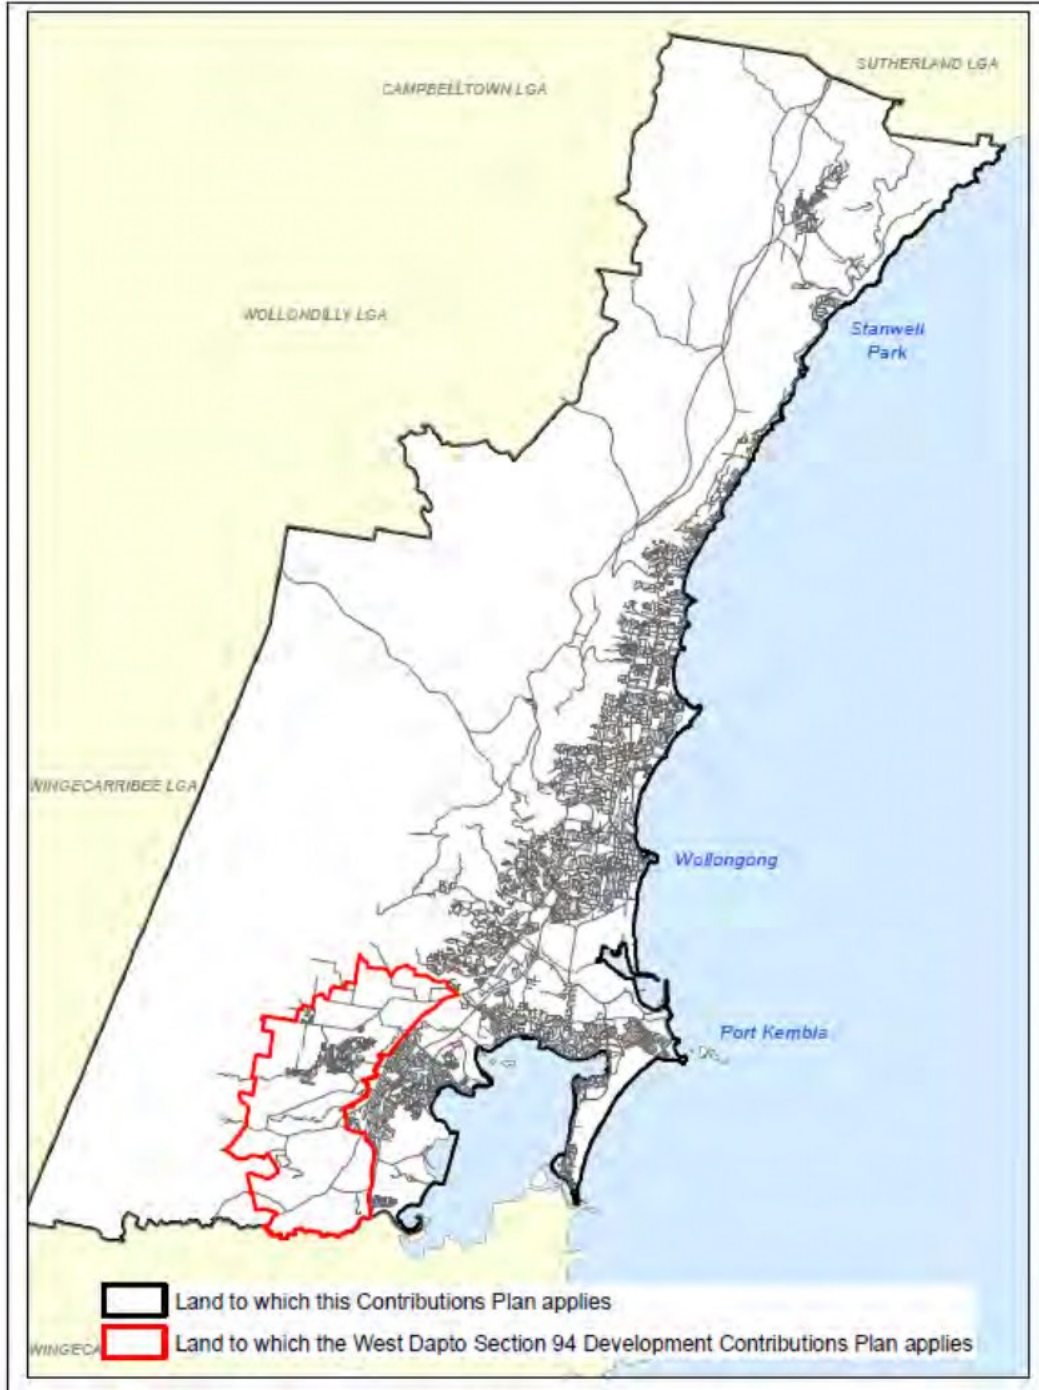 SUTHERLAND LGA
CAMPBELLTOWN LGA
WOLLONDILLY LGA
Stanwell
Park
WINGECARRIBEE LGA
Wollongong
Port Kembla
Land to which this Contributions Plan applies
Land to which the West Dapto Section 94 Development Contributions Plan applies
WINGECA